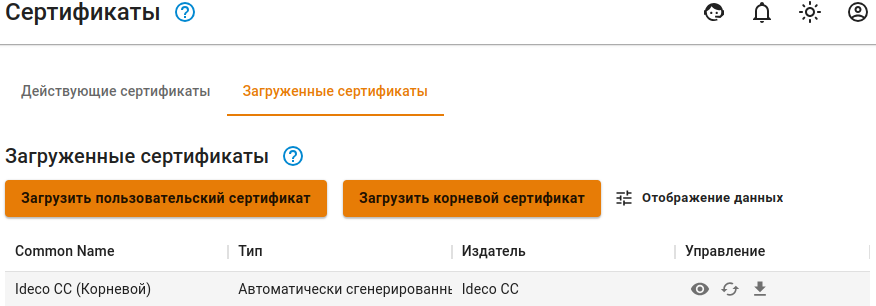 Сертификаты
Действующие сертификаты Загруженные сертификаты
Загруженные сертификаты
Загрузить пользовательский сертификат Загрузить корневой сертификат Отображение данных
Common Name Тип Издатель Управление
Ideco CC (Корневой) Автоматически сгенерированнь Ideco CC